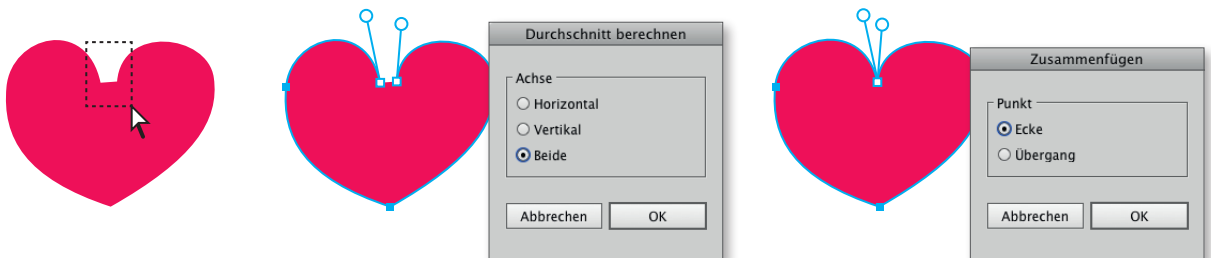 Durchschnitt berechnen
Achse
Horizontal
Vertikal
Beide
Abbrechen
OK
Zusammenfügen
Punkt
Ecke
Übergang
Abbrechen
OK